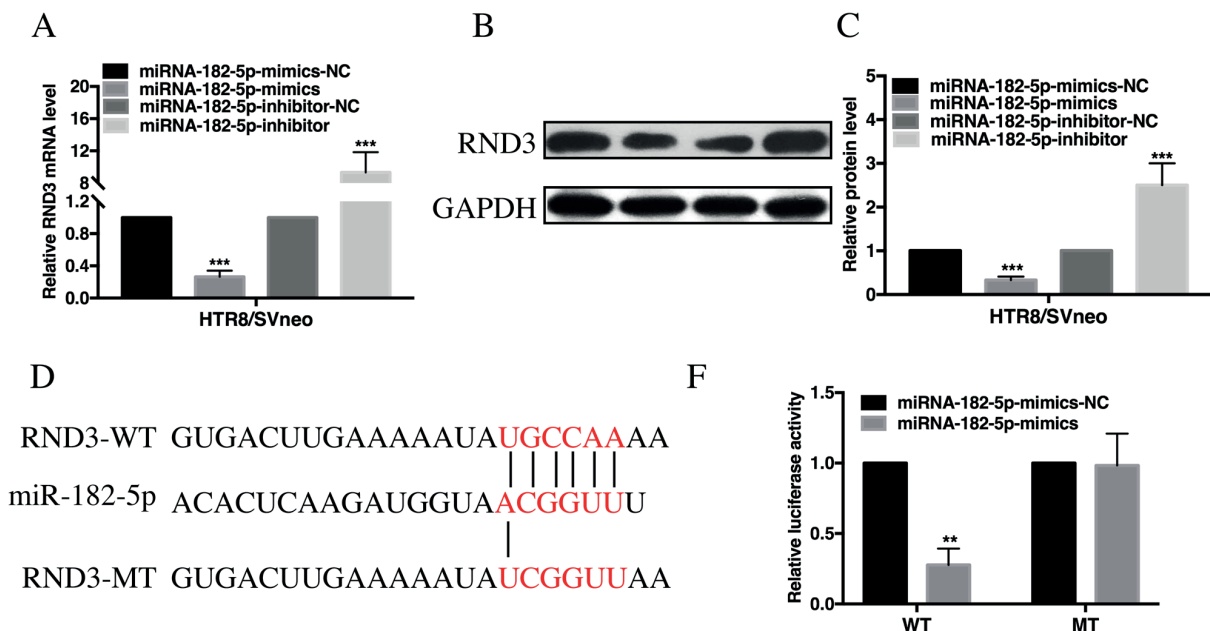 A
miRNA-182-5p-mimics-NC
miRNA-182-5p-mimics
miRNA-182-5p-inhibitor-NC
miRNA-182-5p-inhibitor
Relative RND3 mRNA level
20
16
12
8
1.2
0.8
0.4
0.0
***
***
HTR8/SVneo
B
RND3
GAPDH
C
miRNA-182-5p-mimics-NC
miRNA-182-5p-mimics
miRNA-182-5p-inhibitor-NC
miRNA-182-5p-inhibitor
Relative protein level
5
4
3
2
1
0
***
***
HTR8/SVneo
D
RND3-WT GUGACUUGAAAAAUAUGCCAAAA
miR-182-5p ACACUCAAGAUGGUAACGGUUU
RND3-MT GUGACUUGAAAAAUAUCGGUUAA
F
miRNA-182-5p-mimics-NC
miRNA-182-5p-mimics
Relative luciferase activity
1.5
1.0
0.5
0.0
**
WT MT